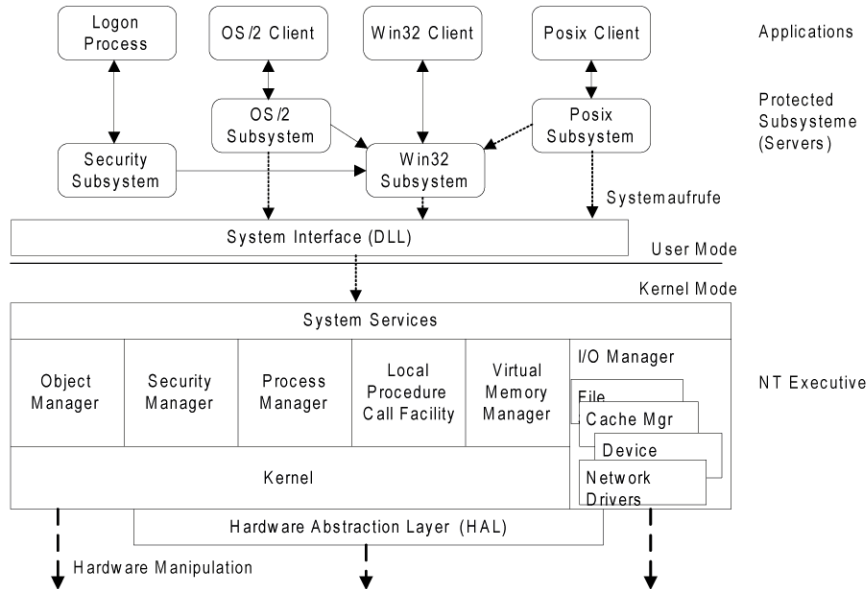 Logon
Process
OS/2 Client
Win32 Client
Posix Client
Applications
OS/2
Subsystem
Posix
Subsystem
Protected
Subsysteme
(Servers)
Security
Subsystem
Win32
Subsystem
Systemaufrufe
System Interface (DLL)
User Mode
Kernel Mode
System Services
Object
Manager
Security
Manager
Process
Manager
Local
Procedure
Call Facility
Virtual
Memory
Manager
I/O Manager
File
Cache Mgr
Device
Network
Drivers
NT Executive
Kernel
Hardware Abstraction Layer (HAL)
Hardware Manipulation